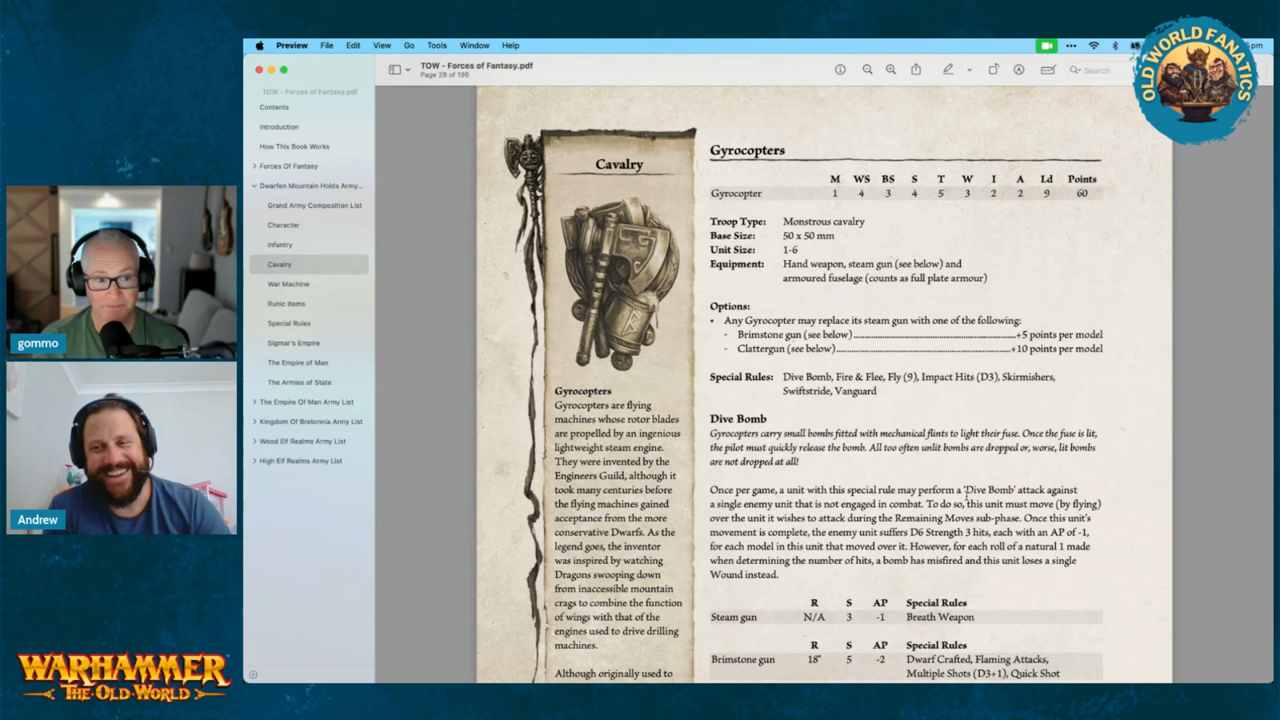 Preview File Edit View Go Tools Window Help
TOW - Forces of Fantasy.pdf
Page 29 of 196
Search
OLD WORLD FANATICS
TOW - Forces of Fantasy.pdf
Contents
Introduction
How This Book Works
Forces Of Fantasy
Dwarfen Mountain Holds Army...
Grand Army Composition List
Character
Infantry
Cavalry
War Machine
Runic Items
Special Rules
Sigmar's Empire
The Empire of Man
The Armies of State
The Empire Of Man Army List
Kingdom Of Bretonnia Army List
Wood Elf Realms Army List
High Elf Realms Army List
gommo
Andrew
WARHAMMER
THE OLD WORLD
Cavalry
Gyrocopters
Gyrocopters are flying
machines whose rotor blades
are propelled by an ingenious
lightweight steam engine.
They were invented by the
Engineers Guild, although it
took many centuries before
the flying machines gained
acceptance from the more
conservative Dwarfs. As the
legend goes, the inventor
was inspired by watching
Dragons swooping down
from inaccessible mountain
crags to combine the function
of wings with that of the
engines used to drive drilling
machines.
Although originally used to
Gyrocopters
M WS BS S T W I A Ld Points
Gyrocopter 1 4 3 4 5 3 2 2 9 60
Troop Type: Monstrous cavalry
Base Size: 50 x 50 mm
Unit Size: 1-6
Equipment: Hand weapon, steam gun (see below) and
armoured fuselage (counts as full plate armour)
Options:
• Any Gyrocopter may replace its steam gun with one of the following:
- Brimstone gun (see below)...+5 points per model
- Clattergun (see below)...+10 points per model
Special Rules: Dive Bomb, Fire & Flee, Fly (9), Impact Hits (D3), Skirmishers,
Swiftstride, Vanguard
Dive Bomb
Gyrocopters carry small bombs fitted with mechanical flints to light their fuse. Once the fuse is lit,
the pilot must quickly release the bomb. All too often unlit bombs are dropped or, worse, lit bombs
are not dropped at all!
Once per game, a unit with this special rule may perform a 'Dive Bomb' attack against
a single enemy unit that is not engaged in combat. To do so, this unit must move (by flying)
over the unit it wishes to attack during the Remaining Moves sub-phase. Once this unit's
movement is complete, the enemy unit suffers D6 Strength 3 hits, each with an AP of -1,
for each model in this unit that moved over it. However, for each roll of a natural 1 made
when determining the number of hits, a bomb has misfired and this unit loses a single
Wound instead.
R S AP Special Rules
Steam gun N/A 3 -1 Breath Weapon
R S AP Special Rules
Brimstone gun 18" 5 -2 Dwarf Crafted, Flaming Attacks,
Multiple Shots (D3+1), Quick Shot